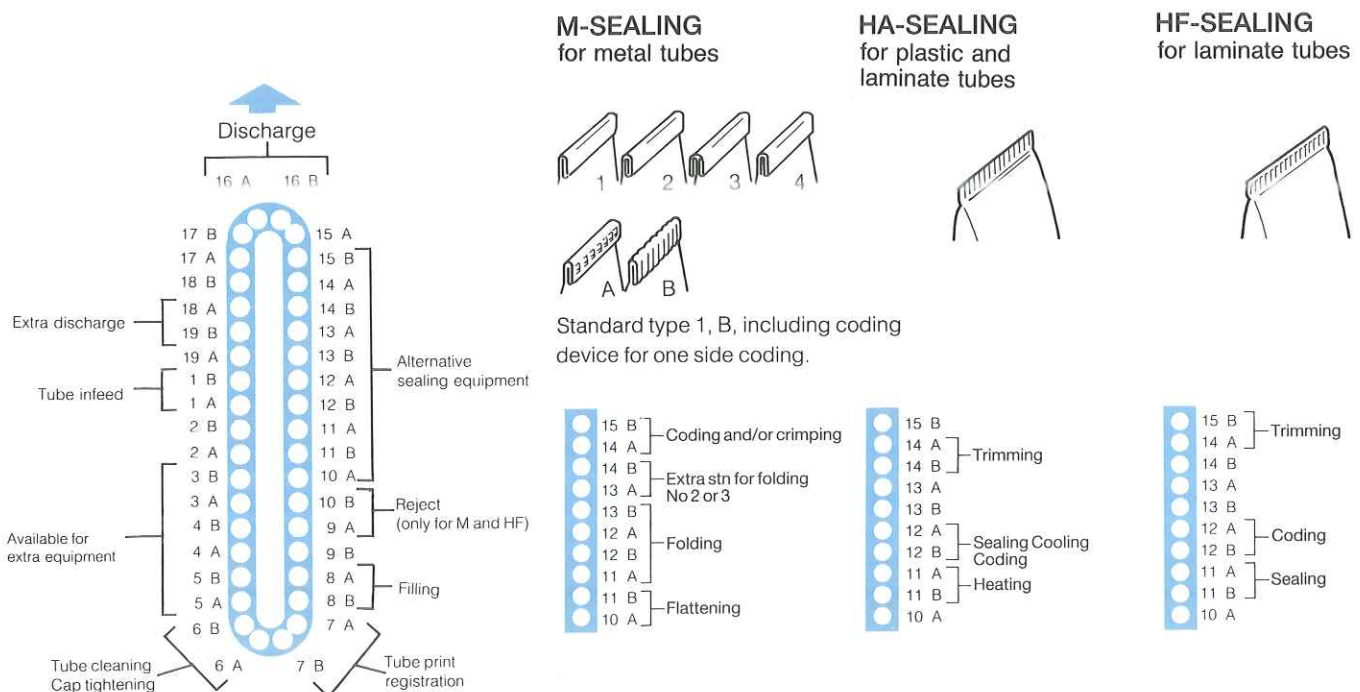 M-SEALING
for metal tubes
HA-SEALING
for plastic and
laminate tubes
HF-SEALING
for laminate tubes
Discharge
16 A
16 B
17 B
17 A
18 B
18 A
19 B
19 A
1 B
1 A
2 B
2 A
3 B
3 A
4 B
4 A
5 B
5 A
6 B
6 A
Extra discharge
Tube infeed
Available for
extra equipment
Tube cleaning
Cap tightening
15 A
15 B
14 A
14 B
13 A
13 B
12 A
12 B
11 A
11 B
10 A
10 B
9 A
9 B
8 A
8 B
7 A
7 B
Alternative
sealing equipment
Reject
(only for M and HF)
Filling
Tube print
registration
1
2
3
4
EEEEEE
A
B
Standard type 1, B, including coding
device for one side coding.
15 B
14 A
14 B
13 A
13 B
12 A
12 B
11 A
11 B
10 A
Coding and/or crimping
Extra stn for folding
No 2 or 3
Folding
Flattening
15 B
14 A
14 B
13 A
13 B
12 A
12 B
11 A
11 B
10 A
Trimming
Sealing Cooling
Coding
Heating
15 B
14 A
14 B
13 A
13 B
12 A
12 B
11 A
11 B
10 A
Trimming
Coding
Sealing